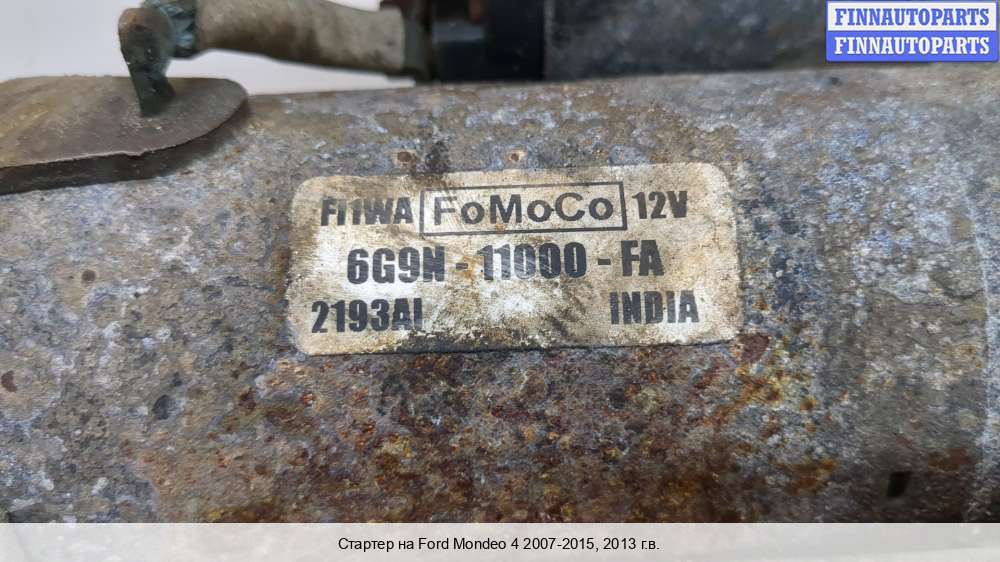 FINNAUTOPARTS
FINNAUTOPARTS
FI1WA FoMoCo 12V
6G9N - 11000 - FA
2193AI INDIA
Стартер на Ford Mondeo 4 2007-2015, 2013 г.в.